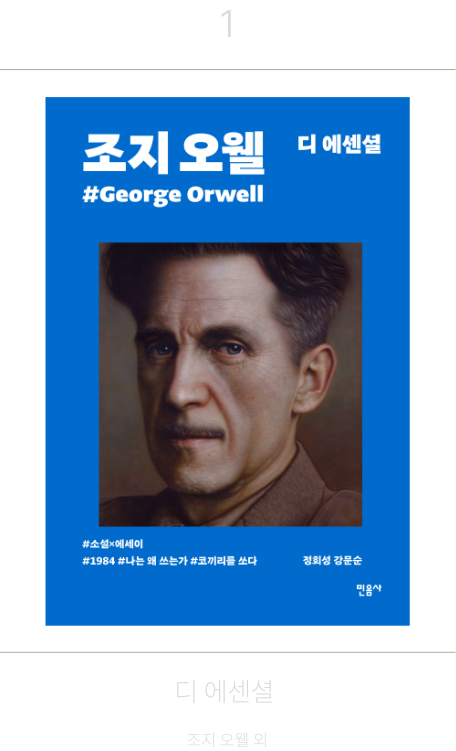 1
조지 오웰 디 에센셜
#George Orwell
#소설×에세이
#1984 #나는 왜 쓰는가 #코끼리를 쏘다 정회성 강문순
민음사
디 에센셜
조지 오웰 외